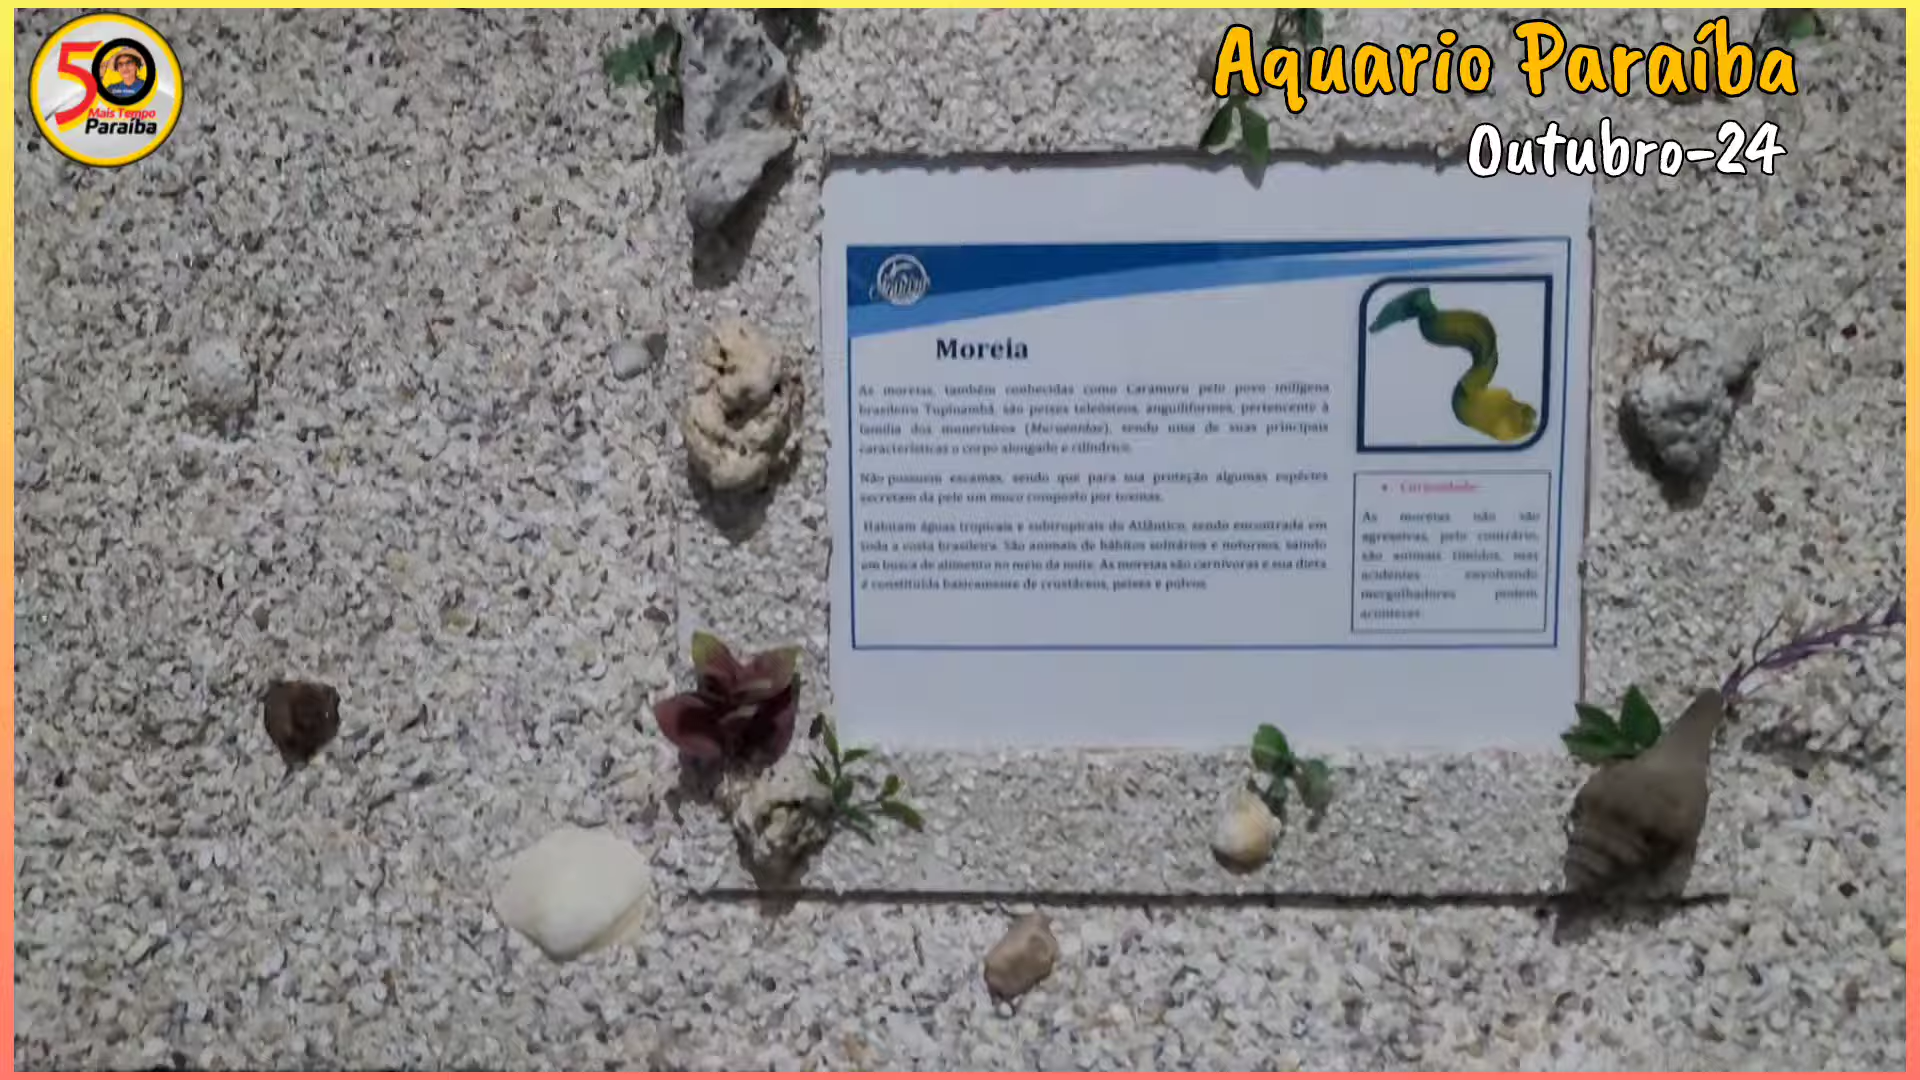 50
Mais Tempo
Paraíba
Aquario Paraíba
Outubro-24
Moreia
As moreias, também conhecidas como Caramuru pelo povo indígena
brasileiro Tupinambá, são peixes teleósteos, anguiliformes, pertencente à
família dos murenídeos (Muraenidae), sendo uma de suas principais
características o corpo alongado e cilíndrico.
Não possuem escamas, sendo que para sua proteção algumas espécies
secretam da pele um muco composto por toxinas.
Habitam águas tropicais e subtropicais do Atlântico, sendo encontrada em
toda a costa brasileira. São animais de hábitos solitários e noturnos, saindo
em busca de alimento no meio da noite. As moreias são carnívoras e sua dieta
é constituída basicamente de crustáceos, peixes e polvos.
• Curiosidade
As moreias não são
agressivas, pelo contrário,
são animais tímidos, mas
acidentes envolvendo
mergulhadores podem
acontecer.